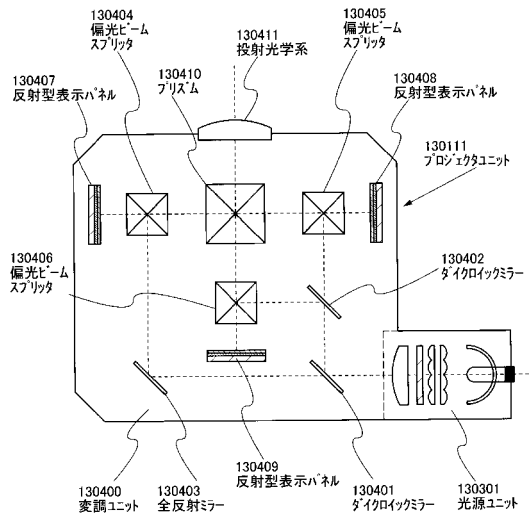 130404
偏光ビーム
スプリッタ
130411
投射光学系
130405
偏光ビーム
スプリッタ
130407
反射型表示パネル
130410
プリズム
130408
反射型表示パネル
130111
プロジェクタユニット
130406
偏光ビーム
スプリッタ
130402
ダイクロイックミラー
130409
反射型表示パネル
130400
変調ユニット
130403
全反射ミラー
130401
ダイクロイックミラー
130301
光源ユニット